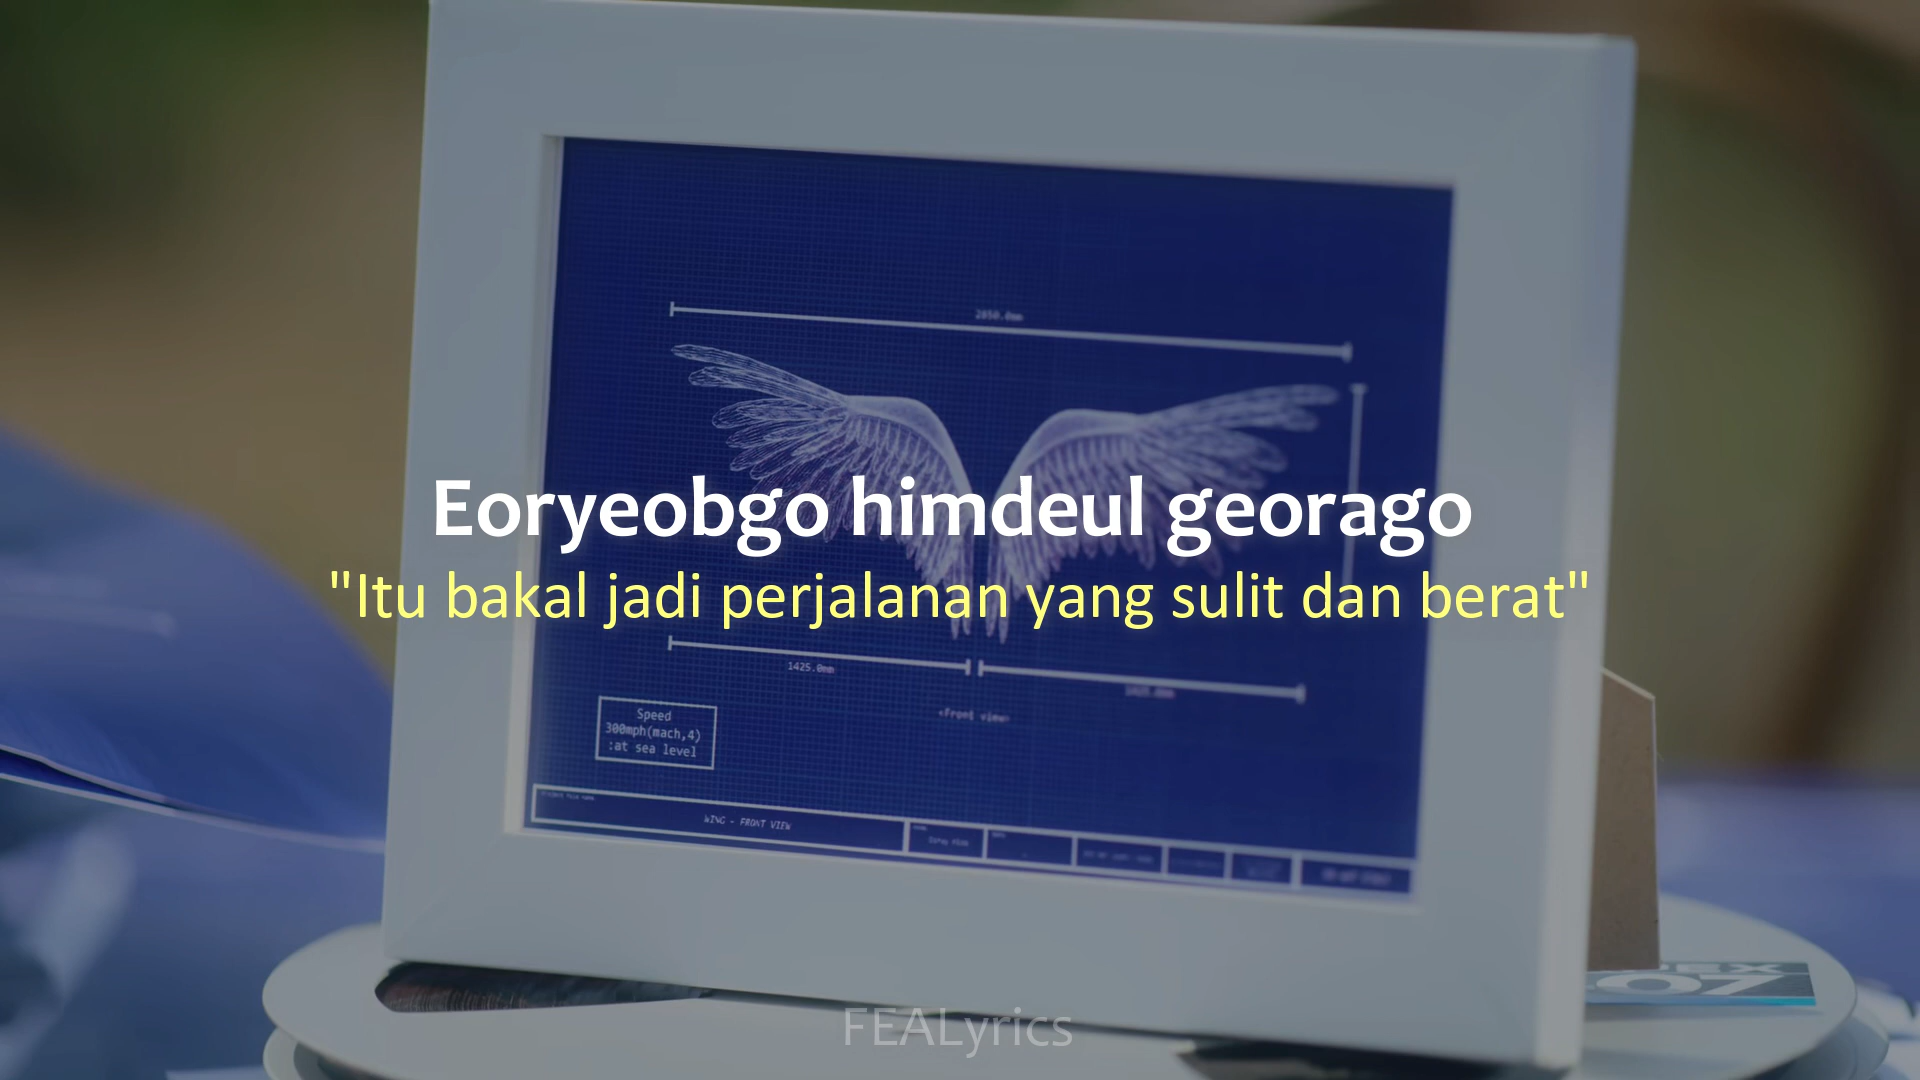 2850.0mm
Eoryeobgo himdeul georago
"Itu bakal jadi perjalanan yang sulit dan berat"
1425.0mm
<Front view>
Speed
300mph(mach,4)
:at sea level
WING - FRONT VIEW
07
FEALyrics